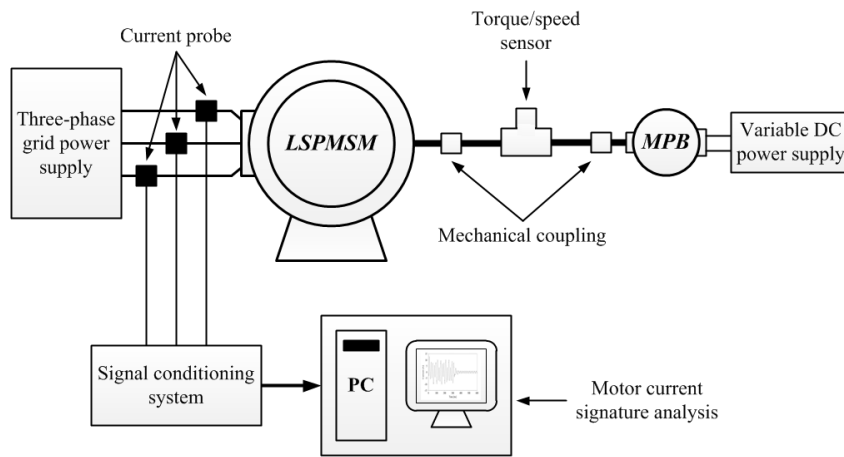 Current probe
Torque/speed
sensor
Three-phase
grid power
supply
LSPMSM
MPB
Variable DC
power supply
Mechanical coupling
Signal conditioning
system
PC
Motor current
signature analysis